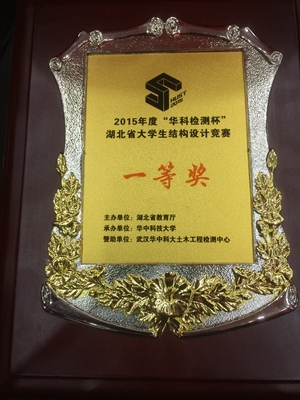 HUST
2015
2015年度“华科检测杯”
湖北省大学生结构设计竞赛
一等奖
主办单位：湖北省教育厅
承办单位：华中科技大学
赞助单位：武汉华中科大土木工程检测中心